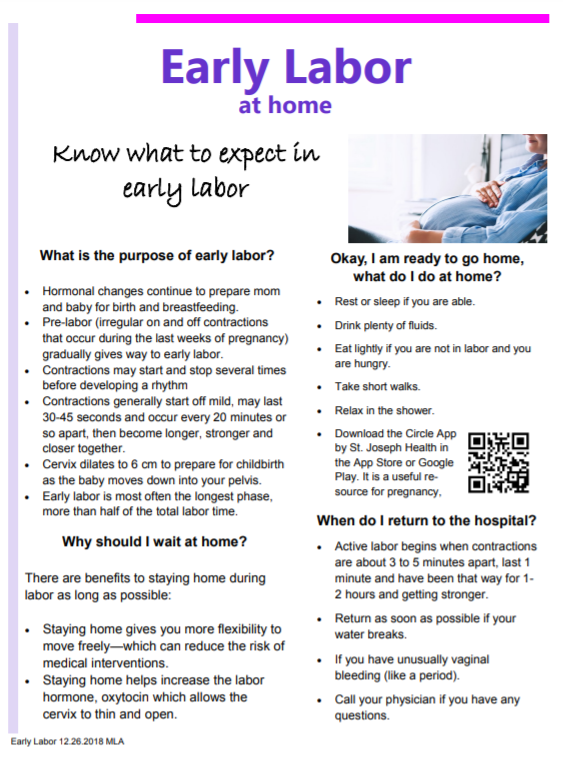 Early Labor
at home
Know what to expect in
early labor
What is the purpose of early labor?
• Hormonal changes continue to prepare mom
and baby for birth and breastfeeding.
• Pre-labor (irregular on and off contractions
that occur during the last weeks of pregnancy)
gradually gives way to early labor.
• Contractions may start and stop several times
before developing a rhythm
• Contractions generally start off mild, may last
30-45 seconds and occur every 20 minutes or
so apart, then become longer, stronger and
closer together.
• Cervix dilates to 6 cm to prepare for childbirth
as the baby moves down into your pelvis.
• Early labor is most often the longest phase,
more than half of the total labor time.
Why should I wait at home?
There are benefits to staying home during
labor as long as possible:
• Staying home gives you more flexibility to
move freely—which can reduce the risk of
medical interventions.
• Staying home helps increase the labor
hormone, oxytocin which allows the
cervix to thin and open.
Okay, I am ready to go home,
what do I do at home?
• Rest or sleep if you are able.
• Drink plenty of fluids.
• Eat lightly if you are not in labor and you
are hungry.
• Take short walks.
• Relax in the shower.
• Download the Circle App
by St. Joseph Health in
the App Store or Google
Play. It is a useful re-
source for pregnancy,
When do I return to the hospital?
• Active labor begins when contractions
are about 3 to 5 minutes apart, last 1
minute and have been that way for 1-
2 hours and getting stronger.
• Return as soon as possible if your
water breaks.
• If you have unusually vaginal
bleeding (like a period).
• Call your physician if you have any
questions.
Early Labor 12.26.2018 MLA